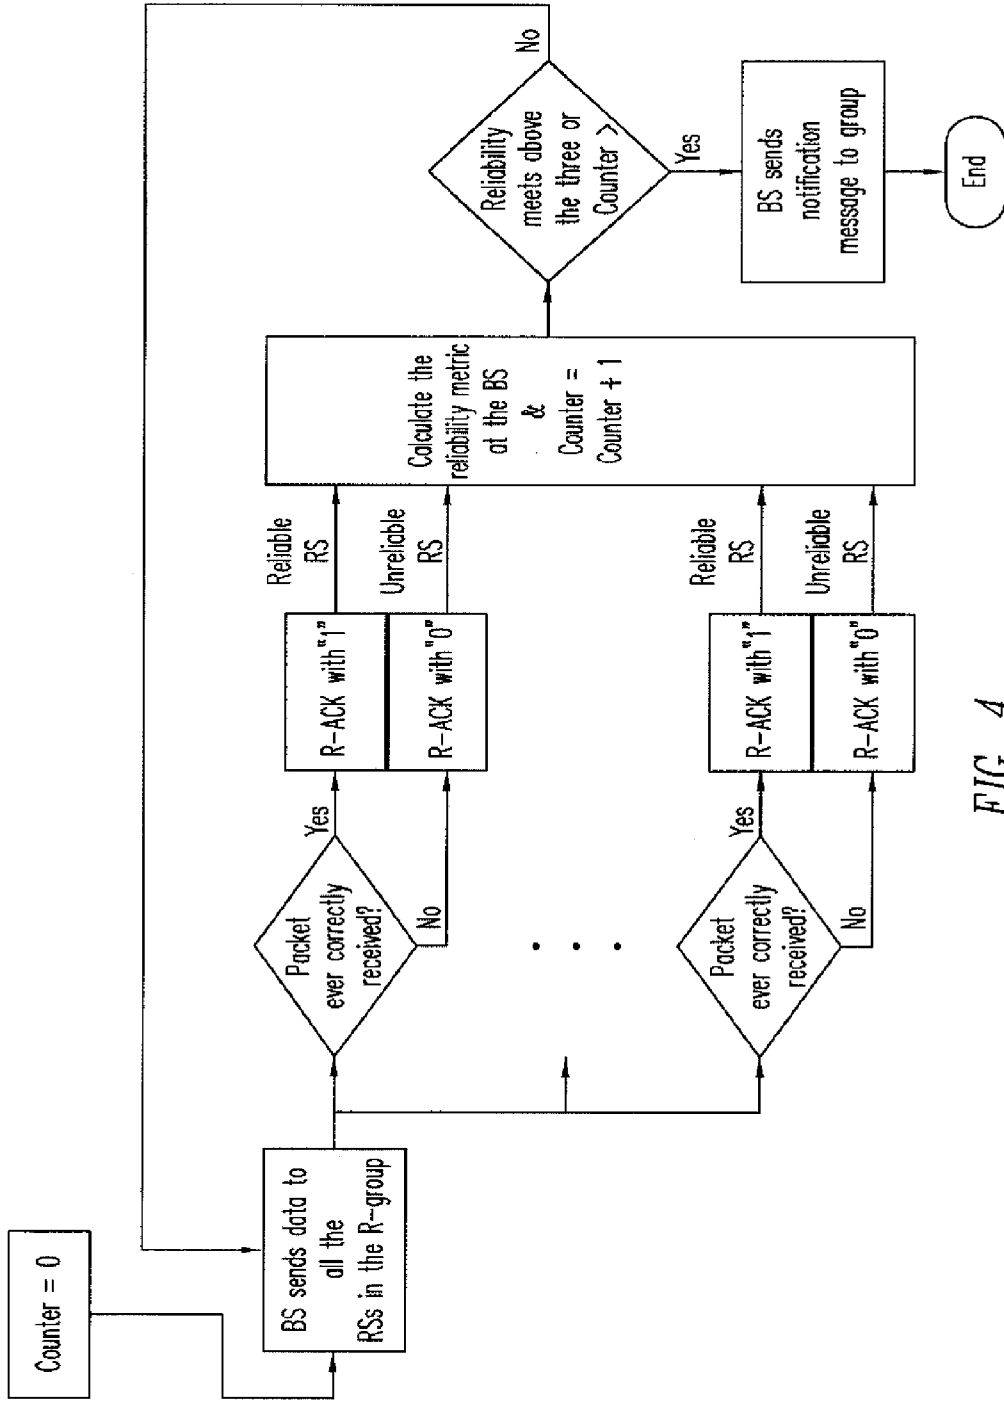 Counter = 0
BS sends data to
all the
RSs in the R-group
Packet
ever correctly
received?
Yes
No
R-ACK with "1"
R-ACK with "0"
Reliable
RS
Unreliable
RS
Packet
ever correctly
received?
Yes
No
R-ACK with "1"
R-ACK with "0"
Reliable
RS
Unreliable
RS
Calculate the
reliability metric
at the BS
&
Counter =
Counter + 1
Reliability
meets above
the three or
Counter >
No
Yes
BS sends
notification
message to group
End
FIG. 4